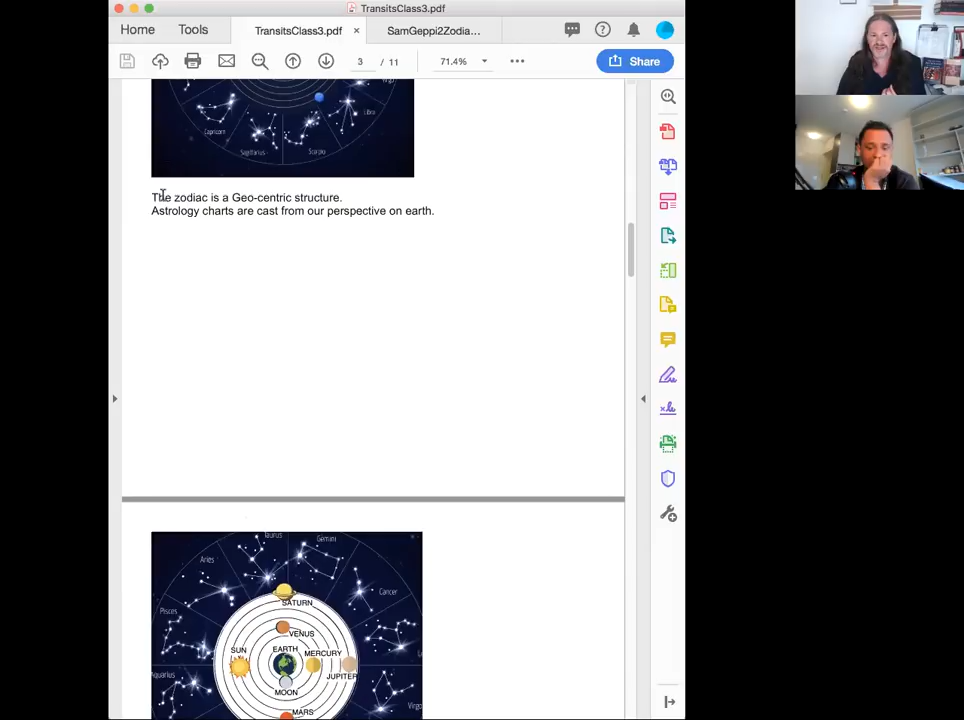 TransitsClass3.pdf
Home
Tools
TransitsClass3.pdf ×
SamGeppi2Zodia...
3 / 11
71.4%
Share
Virgo
Libra
Capricorn
Sagittarius
Scorpio
The zodiac is a Geo-centric structure.
Astrology charts are cast from our perspective on earth.
Taurus
Gemini
Aries
Cancer
SATURN
Pisces
VENUS
SUN
EARTH
MERCURY
JUPITER
Aquarius
MOON
Virgo
MARS